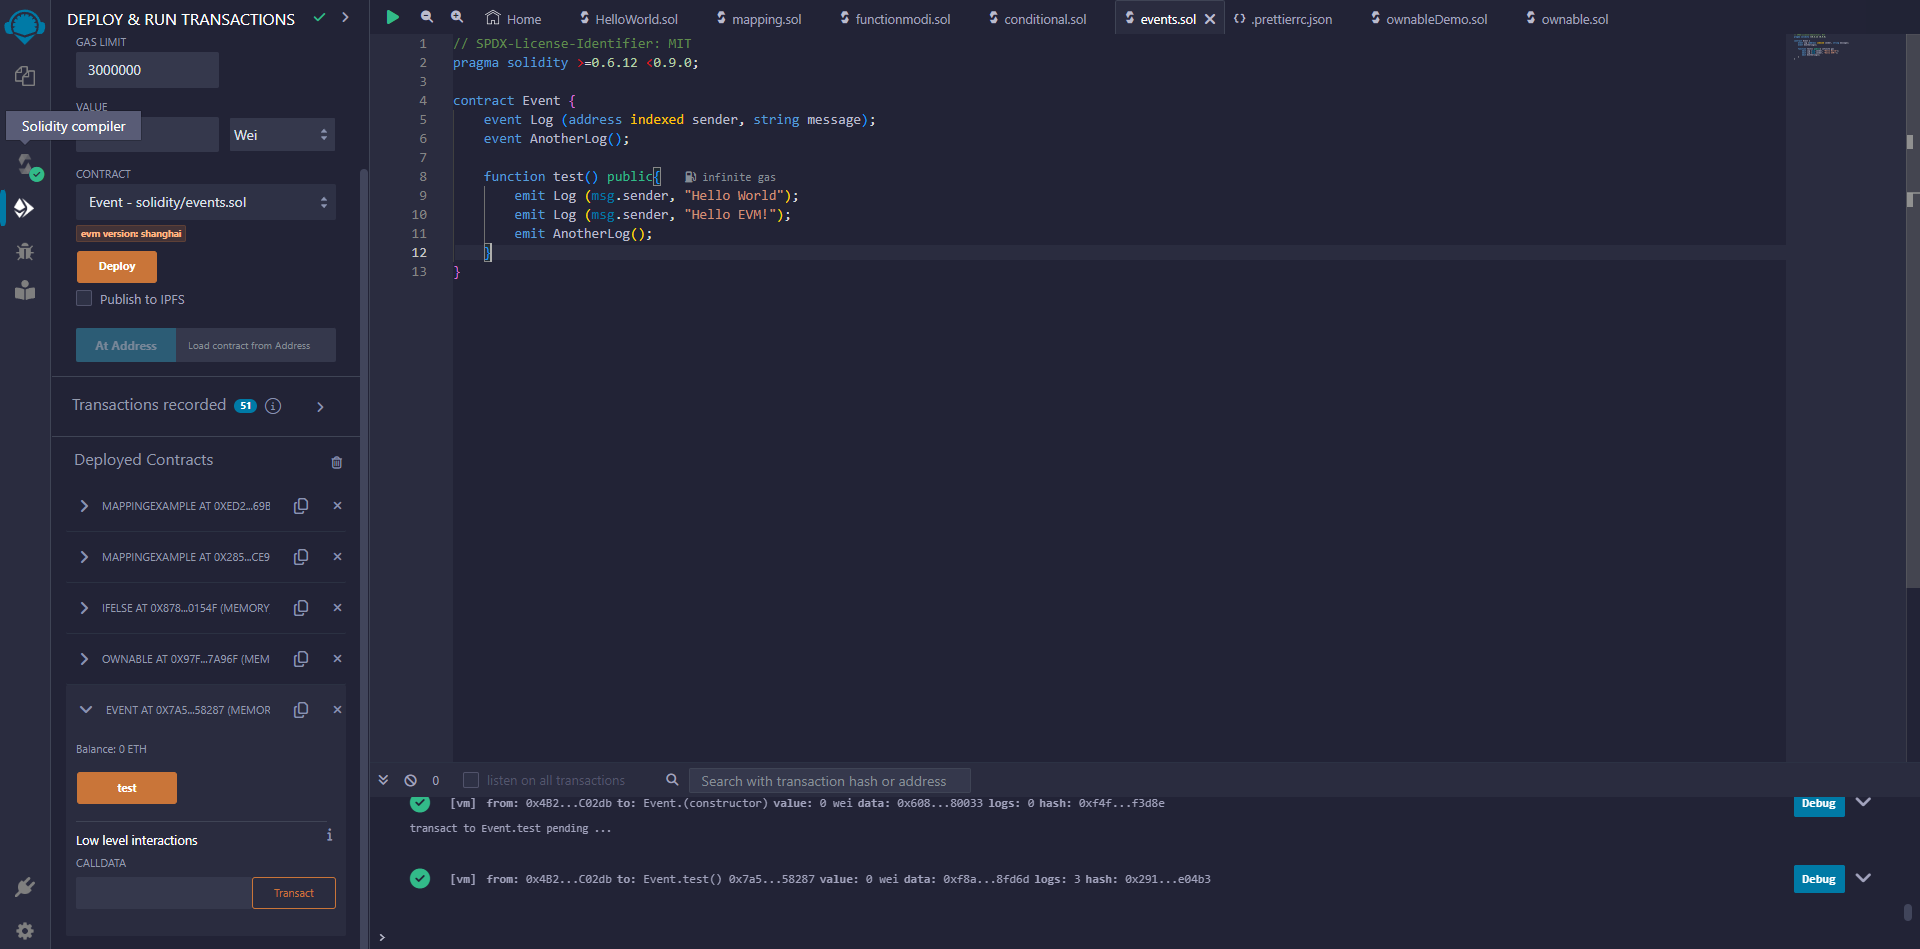 DEPLOY & RUN TRANSACTIONS
GAS LIMIT
3000000
VALUE
Solidity compiler
Wei
CONTRACT
Event - solidity/events.sol
evm version: shanghai
Deploy
Publish to IPFS
At Address
Load contract from Address
Transactions recorded 51 i
Deployed Contracts
MAPPINGEXAMPLE AT 0XED2...69B
MAPPINGEXAMPLE AT 0X285...CE9
IFELSE AT 0X878...0154F (MEMORY
OWNABLE AT 0X97F...7A96F (MEM
EVENT AT 0X7A5...58287 (MEMOR
Balance: 0 ETH
test
Low level interactions
CALLDATA
Transact
Home HelloWorld.sol mapping.sol functionmodi.sol conditional.sol events.sol .prettierrc.json ownableDemo.sol ownable.sol
1 // SPDX-License-Identifier: MIT
2 pragma solidity >=0.6.12 <0.9.0;
3
4 contract Event {
5 event Log (address indexed sender, string message);
6 event AnotherLog();
7
8 function test() public{ infinite gas
9 emit Log (msg.sender, "Hello World");
10 emit Log (msg.sender, "Hello EVM!");
11 emit AnotherLog();
12 }
13 }
0 listen on all transactions Search with transaction hash or address
[vm] from: 0x4B2...C02db to: Event.(constructor) value: 0 wei data: 0x608...80033 logs: 0 hash: 0xf4f...f3d8e Debug
transact to Event.test pending ...
[vm] from: 0x4B2...C02db to: Event.test() 0x7a5...58287 value: 0 wei data: 0xf8a...8fd6d logs: 3 hash: 0x291...e04b3 Debug
>